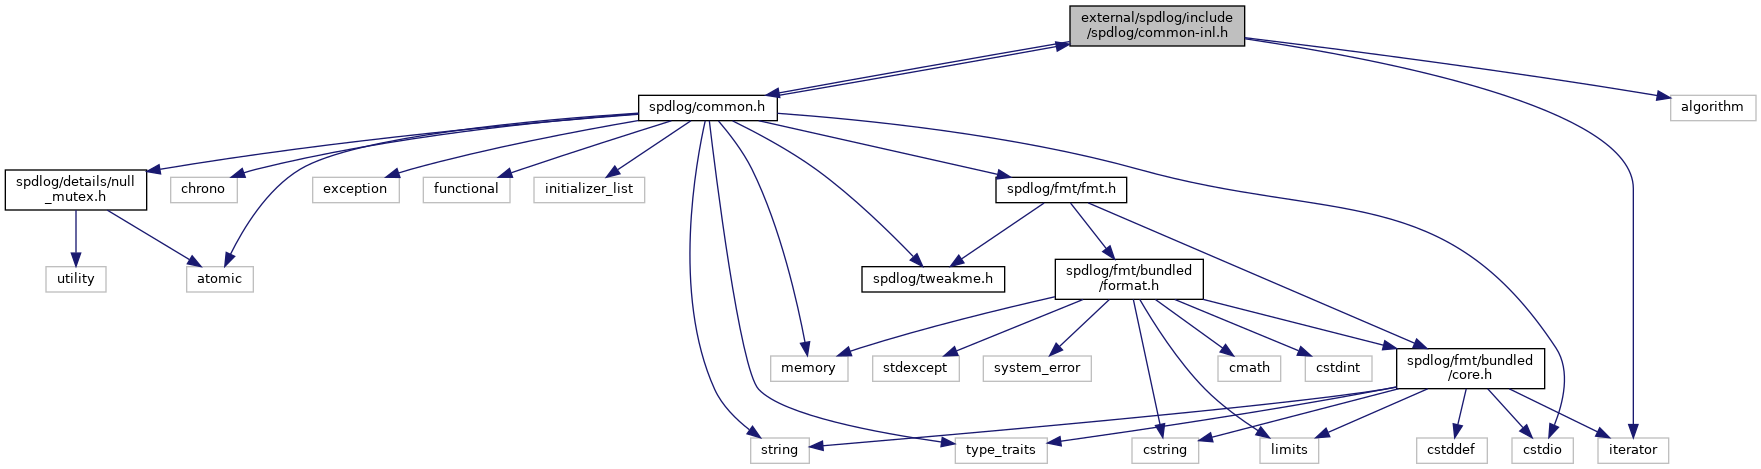 external/spdlog/include
/spdlog/common-inl.h
spdlog/common.h
algorithm
spdlog/details/null
_mutex.h
chrono
exception
functional
initializer_list
spdlog/fmt/fmt.h
utility
atomic
spdlog/tweakme.h
spdlog/fmt/bundled
/format.h
memory
stdexcept
system_error
cmath
cstdint
spdlog/fmt/bundled
/core.h
string
type_traits
cstring
limits
cstddef
cstdio
iterator